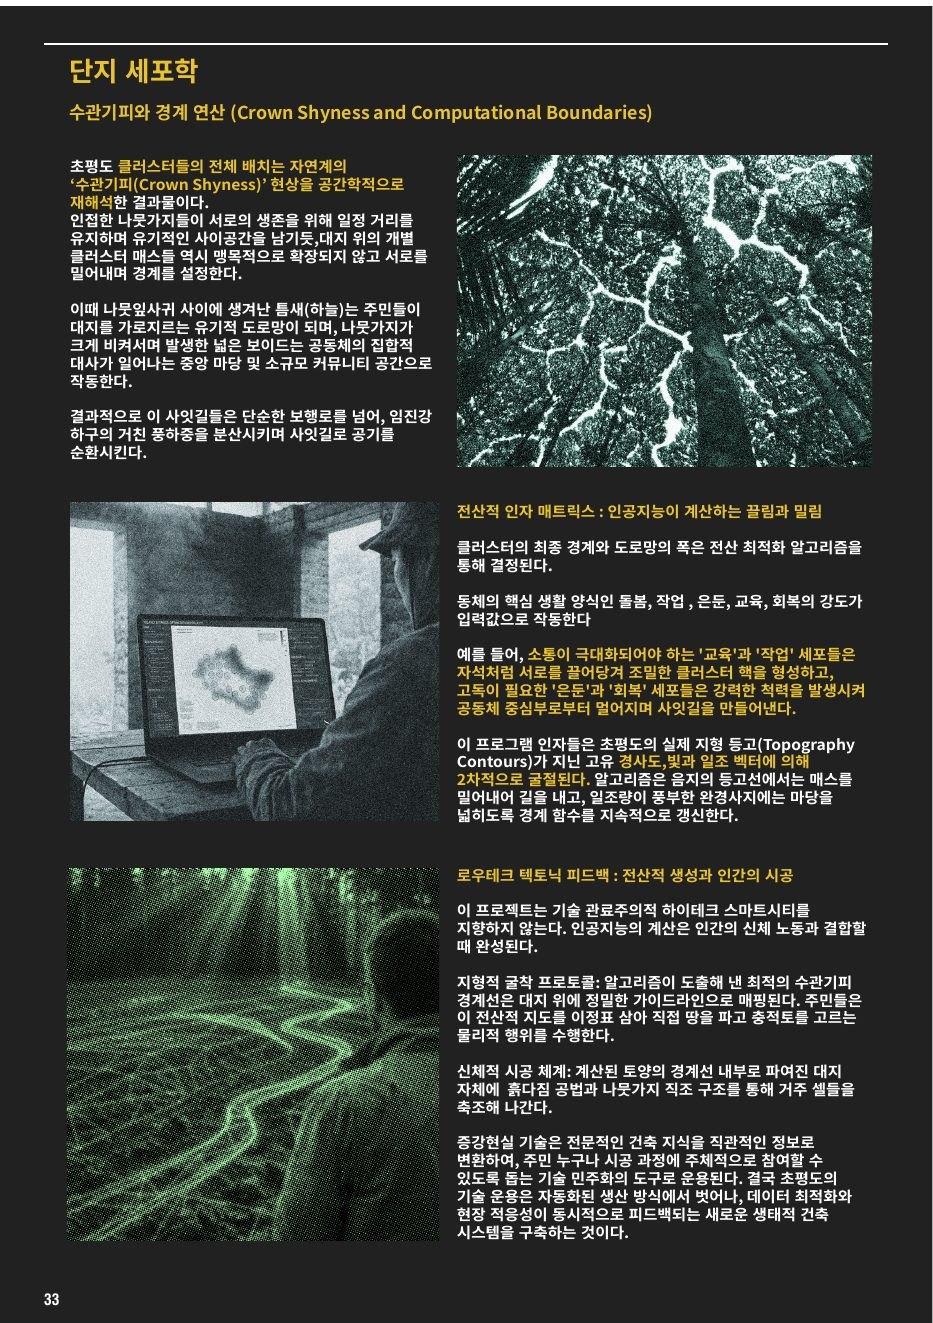 단지 세포학
수관기피와 경계 연산 (Crown Shyness and Computational Boundaries)
초평도 클러스터들의 전체 배치는 자연계의
‘수관기피(Crown Shyness)’ 현상을 공간학적으로
재해석한 결과물이다.
인접한 나뭇가지들이 서로의 생존을 위해 일정 거리를
유지하며 유기적인 사이공간을 남기듯,대지 위의 개별
클러스터 매스들 역시 맹목적으로 확장되지 않고 서로를
밀어내며 경계를 설정한다.
이때 나뭇잎사귀 사이에 생겨난 틈새(하늘)는 주민들이
대지를 가로지르는 유기적 도로망이 되며, 나뭇가지가
크게 비켜서며 발생한 넓은 보이드는 공동체의 집합적
대사가 일어나는 중앙 마당 및 소규모 커뮤니티 공간으로
작동한다.
결과적으로 이 사잇길들은 단순한 보행로를 넘어, 임진강
하구의 거친 풍하중을 분산시키며 사잇길로 공기를
순환시킨다.
전산적 인자 매트릭스 : 인공지능이 계산하는 끌림과 밀림
클러스터의 최종 경계와 도로망의 폭은 전산 최적화 알고리즘을
통해 결정된다.
동체의 핵심 생활 양식인 돌봄, 작업 , 은둔, 교육, 회복의 강도가
입력값으로 작동한다
예를 들어, 소통이 극대화되어야 하는 '교육'과 '작업' 세포들은
자석처럼 서로를 끌어당겨 조밀한 클러스터 핵을 형성하고,
고독이 필요한 '은둔'과 '회복' 세포들은 강력한 척력을 발생시켜
공동체 중심부로부터 멀어지며 사잇길을 만들어낸다.
이 프로그램 인자들은 초평도의 실제 지형 등고(Topography
Contours)가 지닌 고유 경사도,빛과 일조 벡터에 의해
2차적으로 굴절된다. 알고리즘은 음지의 등고선에서는 매스를
밀어내어 길을 내고, 일조량이 풍부한 완경사지에는 마당을
넓히도록 경계 함수를 지속적으로 갱신한다.
로우테크 텍토닉 피드백 : 전산적 생성과 인간의 시공
이 프로젝트는 기술 관료주의적 하이테크 스마트시티를
지향하지 않는다. 인공지능의 계산은 인간의 신체 노동과 결합할
때 완성된다.
지형적 굴착 프로토콜: 알고리즘이 도출해 낸 최적의 수관기피
경계선은 대지 위에 정밀한 가이드라인으로 매핑된다. 주민들은
이 전산적 지도를 이정표 삼아 직접 땅을 파고 충적토를 고르는
물리적 행위를 수행한다.
신체적 시공 체계: 계산된 토양의 경계선 내부로 파여진 대지
자체에 흙다짐 공법과 나뭇가지 직조 구조를 통해 거주 셀들을
축조해 나간다.
증강현실 기술은 전문적인 건축 지식을 직관적인 정보로
변환하여, 주민 누구나 시공 과정에 주체적으로 참여할 수
있도록 돕는 기술 민주화의 도구로 운용된다. 결국 초평도의
기술 운용은 자동화된 생산 방식에서 벗어나, 데이터 최적화와
현장 적응성이 동시적으로 피드백되는 새로운 생태적 건축
시스템을 구축하는 것이다.
33